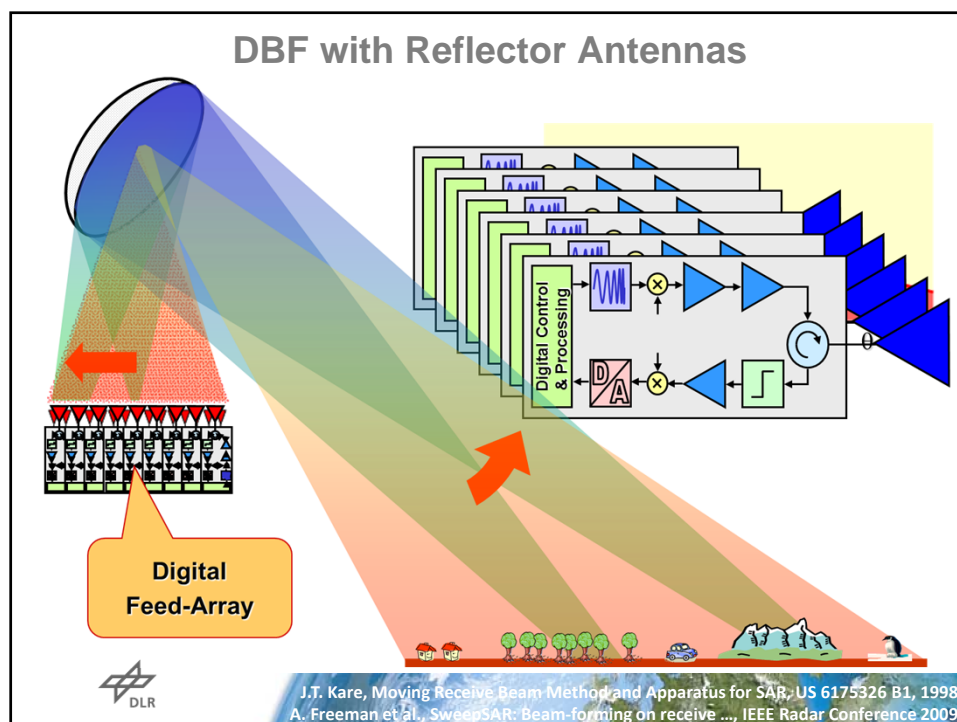 DBF with Reflector Antennas
Digital Control
& Processing
D/A
Digital
Feed-Array
DLR
J.T. Kare, Moving Receive Beam Method and Apparatus for SAR, US 6175326 B1, 1998
A. Freeman et al., SweepSAR: Beam-forming on receive ..., IEEE Radar Conference 2009